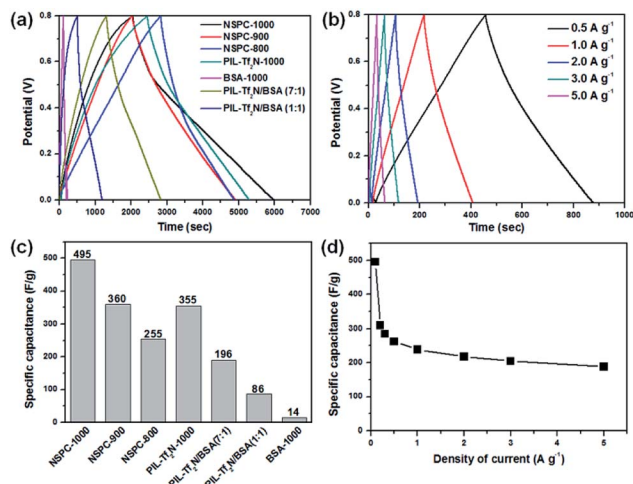 (a)
NSPC-1000
NSPC-900
NSPC-800
PIL-Tf₂N-1000
BSA-1000
PIL-Tf₂N/BSA (7:1)
PIL-Tf₂N/BSA (1:1)
0.8
0.6
0.4
0.2
0.0
Potential (V)
0 1000 2000 3000 4000 5000 6000 7000
Time (sec)
(b)
0.5 A g⁻¹
1.0 A g⁻¹
2.0 A g⁻¹
3.0 A g⁻¹
5.0 A g⁻¹
0.8
0.6
0.4
0.2
0.0
Potential (V)
0 200 400 600 800 1000
Time (sec)
(c)
500
400
300
200
100
0
Specific capacitance (F/g)
495
360
255
355
196
86
14
NSPC-1000
NSPC-900
NSPC-800
PIL-Tf₂N-1000
PIL-Tf₂N/BSA(7:1)
PIL-Tf₂N/BSA(1:1)
BSA-1000
(d)
500
400
300
200
100
0
Specific capacitance (F/g)
0 1 2 3 4 5
Density of current (A g⁻¹)